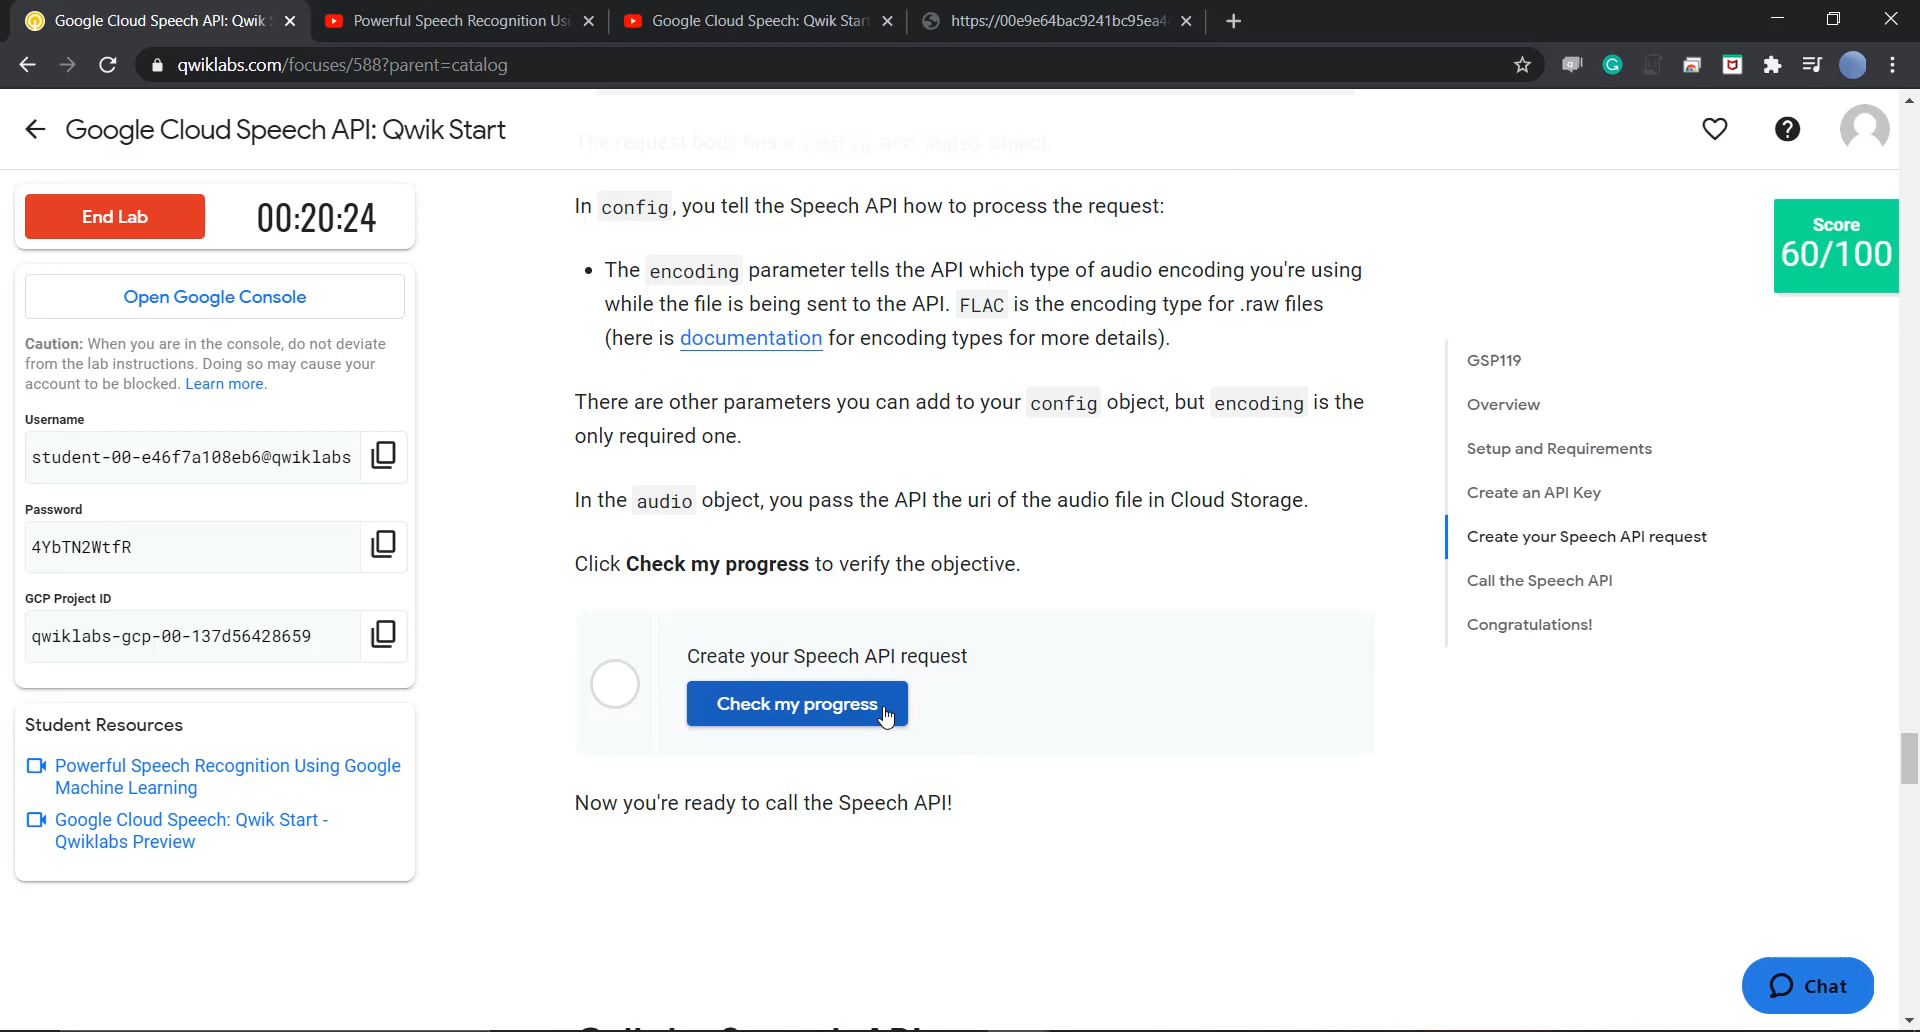 Google Cloud Speech API: Qwik S
Powerful Speech Recognition Usi
Google Cloud Speech: Qwik Start
https://00e9e64bac9241bc95ea4
qwiklabs.com/focuses/588?parent=catalog
Google Cloud Speech API: Qwik Start
The request body has a config and audio object.
End Lab
00:20:24
In config, you tell the Speech API how to process the request:
Score
60/100
Open Google Console
The encoding parameter tells the API which type of audio encoding you're using
while the file is being sent to the API. FLAC is the encoding type for .raw files
(here is documentation for encoding types for more details).
Caution: When you are in the console, do not deviate
from the lab instructions. Doing so may cause your
account to be blocked. Learn more.
GSP119
Overview
Setup and Requirements
Create an API Key
Create your Speech API request
Call the Speech API
Congratulations!
There are other parameters you can add to your config object, but encoding is the
only required one.
Username
student-00-e46f7a108eb6@qwiklabs
In the audio object, you pass the API the uri of the audio file in Cloud Storage.
Password
4YbTN2WtfR
Click Check my progress to verify the objective.
GCP Project ID
qwiklabs-gcp-00-137d56428659
Create your Speech API request
Check my progress
Student Resources
Powerful Speech Recognition Using Google
Machine Learning
Google Cloud Speech: Qwik Start -
Qwiklabs Preview
Now you're ready to call the Speech API!
Chat